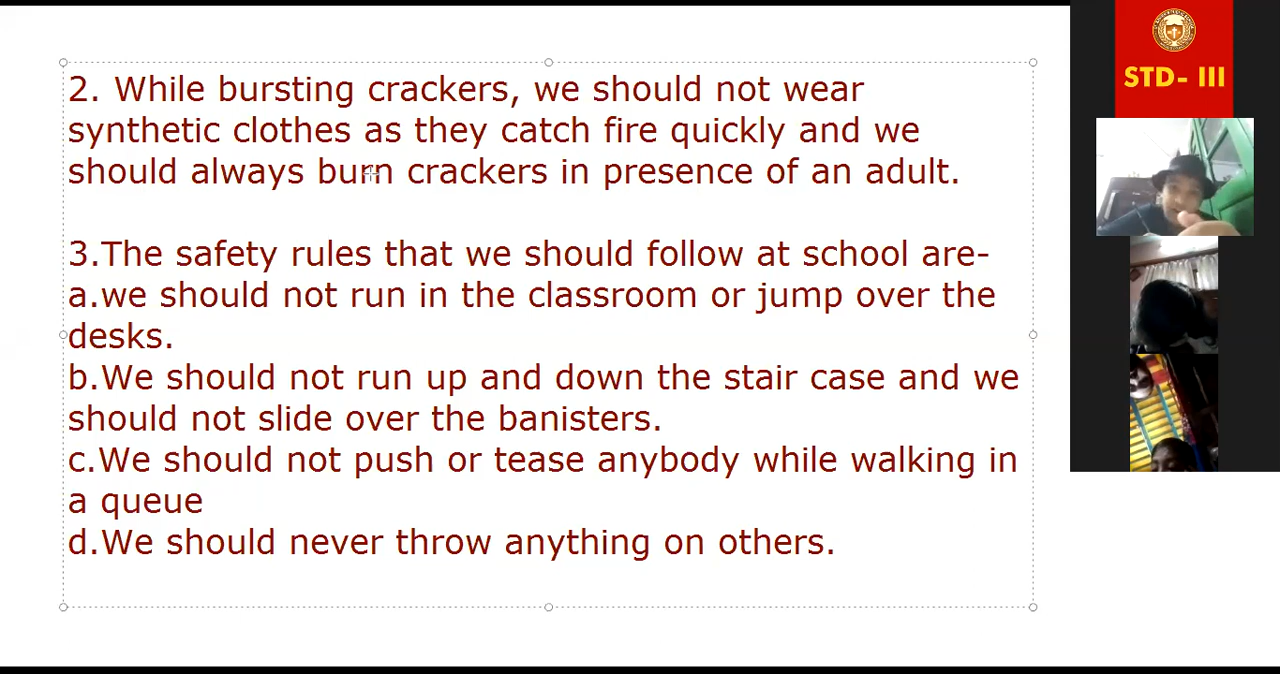 2. While bursting crackers, we should not wear
synthetic clothes as they catch fire quickly and we
should always burn crackers in presence of an adult.
3.The safety rules that we should follow at school are-
a.we should not run in the classroom or jump over the
desks.
b.We should not run up and down the stair case and we
should not slide over the banisters.
c.We should not push or tease anybody while walking in
a queue
d.We should never throw anything on others.
STD- III